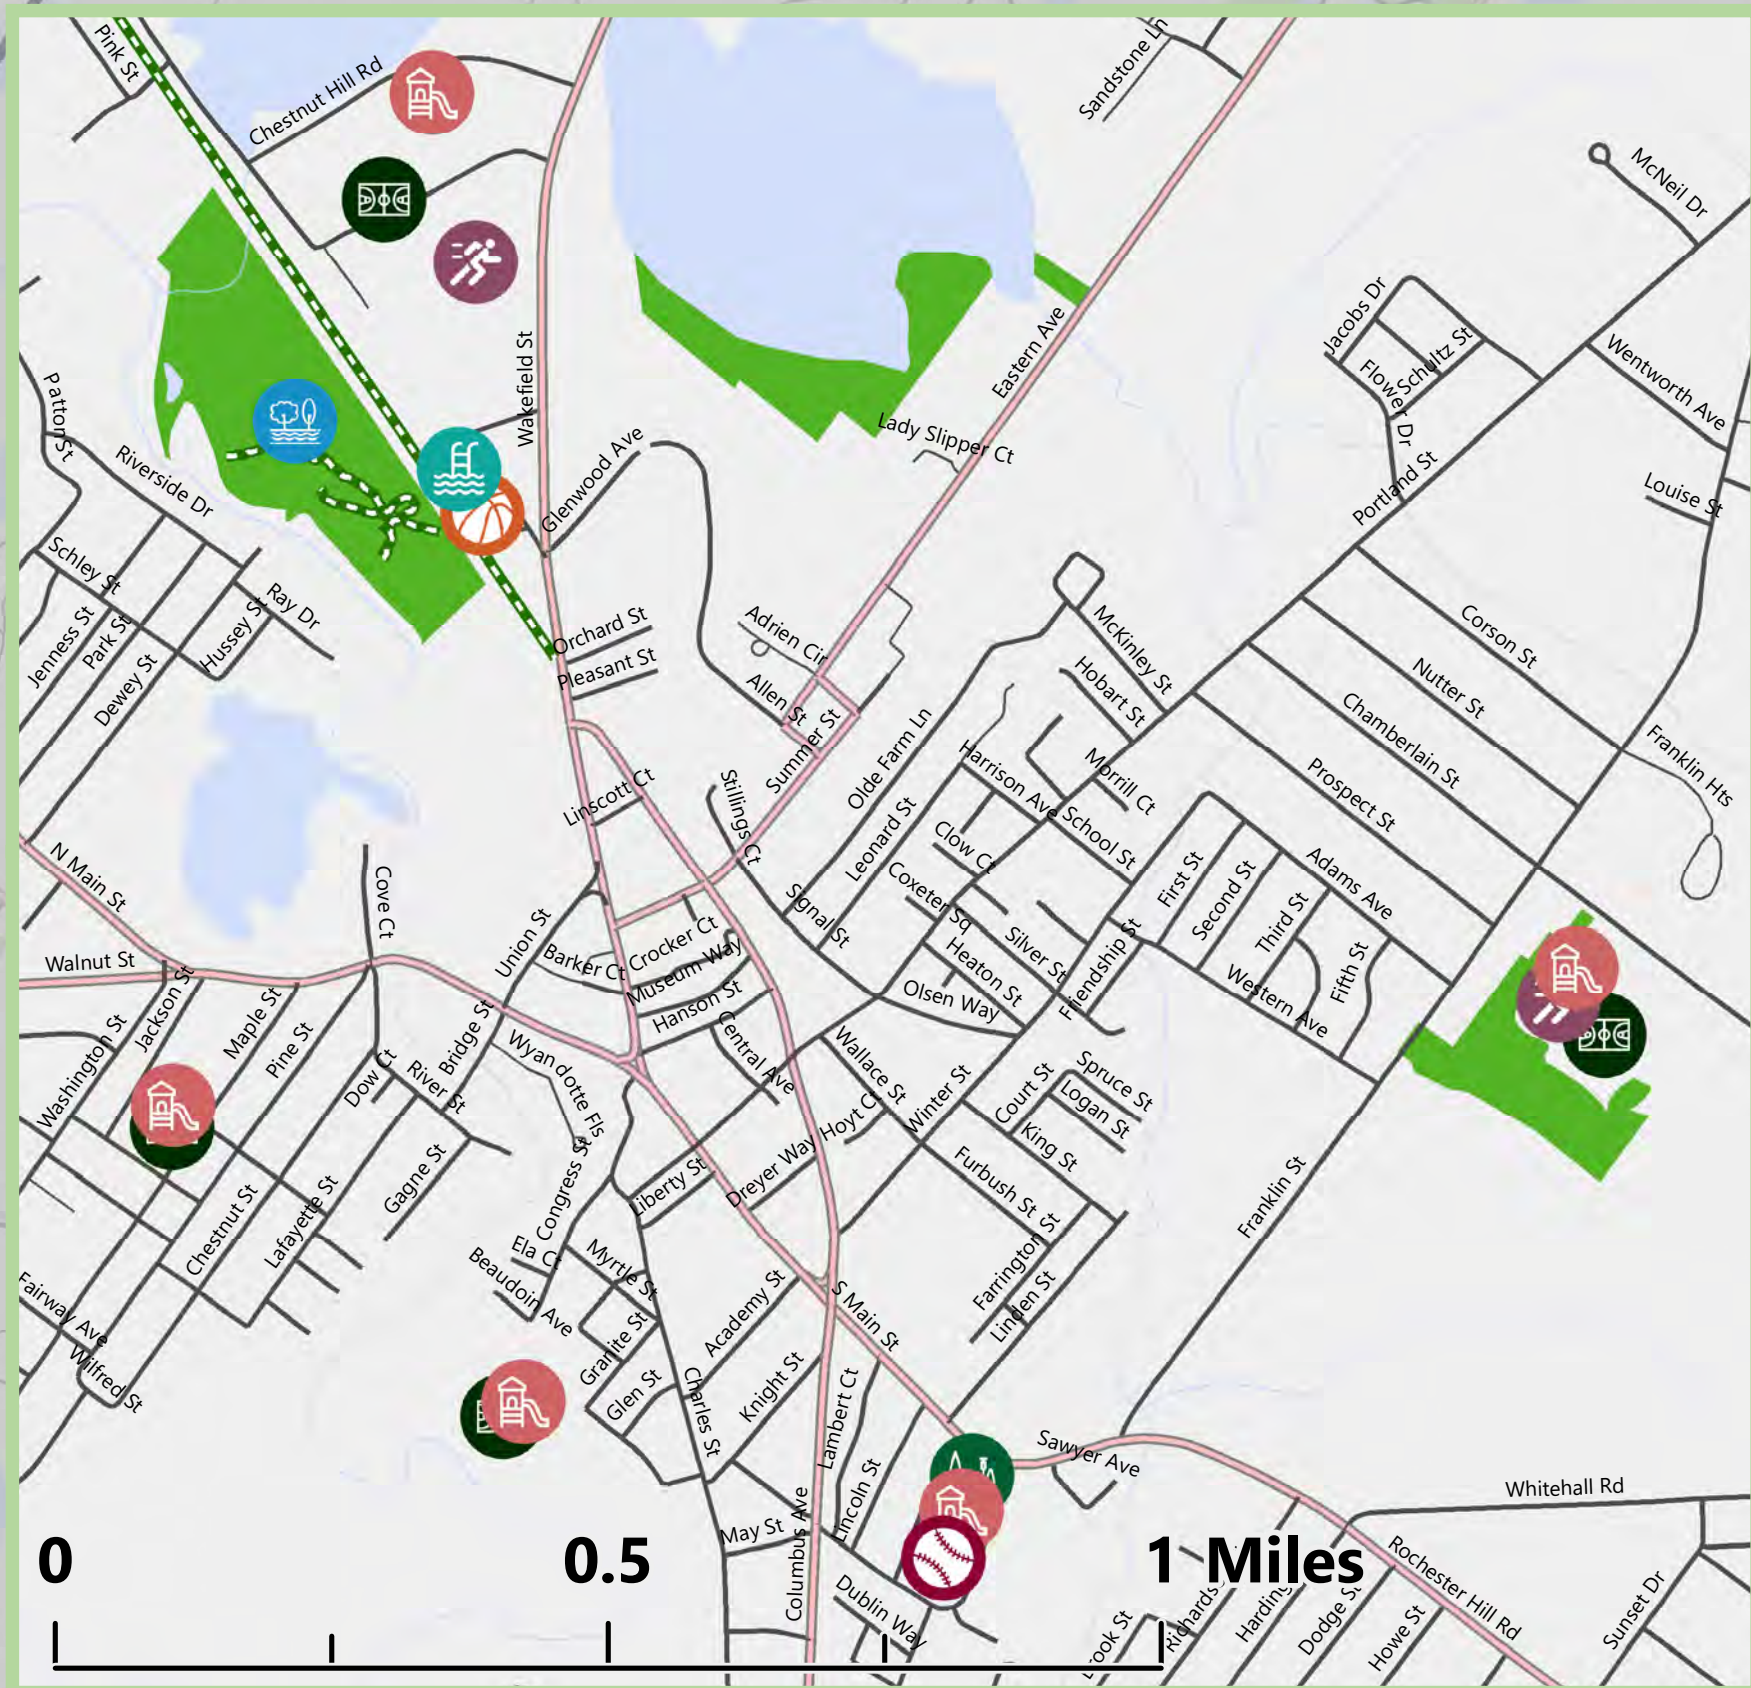 Pink St
Chestnut Hill Rd
Sandstone Ln
McNeil Dr
Wakefield St
Eastern Ave
Jacobs Dr
Schultz St
Flower Dr
Wentworth Ave
Patton St
Riverside Dr
Glenwood Ave
Lady Slipper Ct
Portland St
Louise St
Schley St
Ray Dr
Hussey St
Jenness St
Park St
Dewey St
Orchard St
Pleasant St
Adrien Cir
Allen St
Summer St
McKinley St
Hobart St
Corson St
Nutter St
Chamberlain St
Prospect St
Franklin Hts
Olde Farm Ln
Harrison Ave
Morrill Ct
School St
Linscott Ct
Stillings Ct
Leonard St
Clow Ct
Coxeter Sq
Signal St
N Main St
Cove Ct
Walnut St
Union St
Barker Ct
Crocker Ct
Museum Way
Hanson St
Central Ave
Silver St
Heaton St
Olsen Way
Friendship St
First St
Second St
Third St
Fifth St
Adams Ave
Western Ave
Washington St
Jackson St
Maple St
Pine St
Dow Ct
River St
Bridge St
Wyandotte Fls
Wallace St
Winter St
Court St
Spruce St
Logan St
King St
Hoyt Ct
Dreyer Way
Liberty St
Congress St
Gagne St
Chestnut St
Lafayette St
Furbush St
Farrington St
Linden St
Franklin St
Ela Ct
Beaudoin Ave
Myrtle St
Granite St
Glen St
Academy St
S Main St
Knight St
Charles St
Lambert Ct
Lincoln St
Fairway Ave
Wilfred St
Sawyer Ave
Whitehall Rd
May St
Columbus Ave
Dublin Way
Rochester Hill Rd
Dodge St
Howe St
Sunset Dr
0 0.5 1 Miles